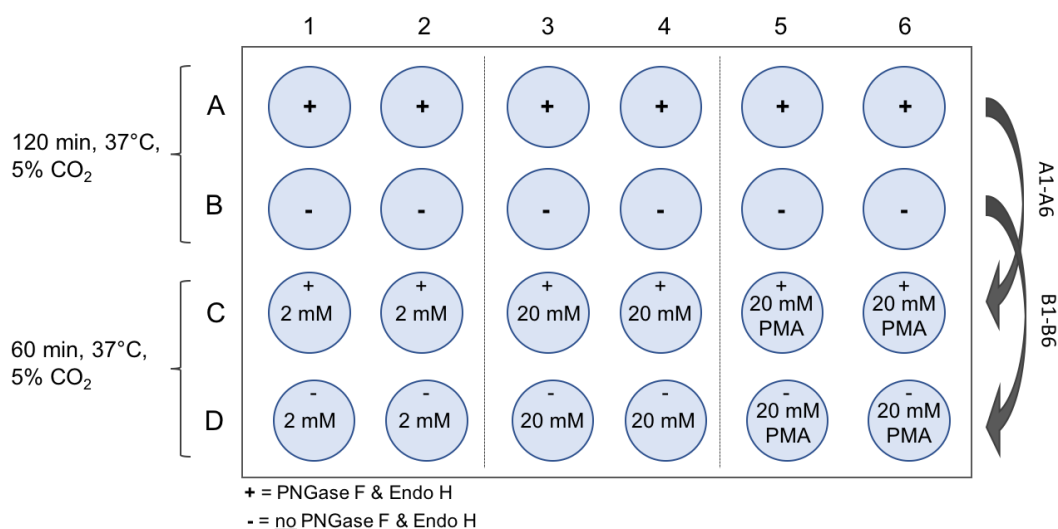 1 2 3 4 5 6
A + + + + + +
120 min, 37°C,
5% CO₂
B - - - - - -
A1-A6
C + + + + + +
2 mM 2 mM 20 mM 20 mM 20 mM 20 mM
PMA PMA
60 min, 37°C,
5% CO₂
B1-B6
D - - - - - -
2 mM 2 mM 20 mM 20 mM 20 mM 20 mM
PMA PMA
+ = PNGase F & Endo H
- = no PNGase F & Endo H